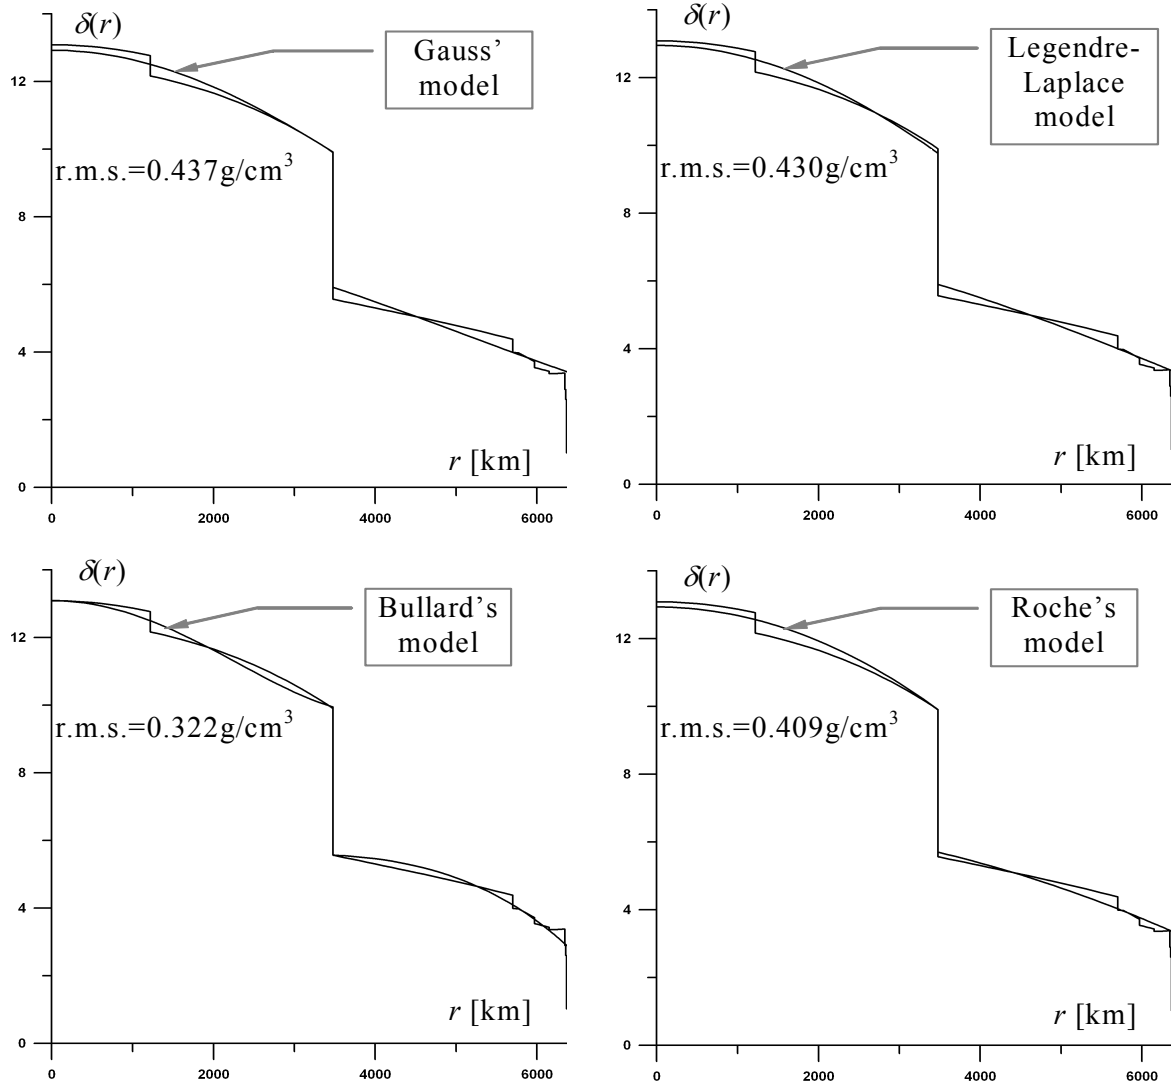 δ(r)
Gauss’
model
12
r.m.s.=0.437g/cm³
8
4
r [km]
0
0 2000 4000 6000
δ(r)
Legendre-
Laplace
model
12
r.m.s.=0.430g/cm³
8
4
r [km]
0
0 2000 4000 6000
δ(r)
Bullard’s
model
12
r.m.s.=0.322g/cm³
8
4
r [km]
0
0 2000 4000 6000
δ(r)
Roche’s
model
12
r.m.s.=0.409g/cm³
8
4
r [km]
0
0 2000 4000 6000